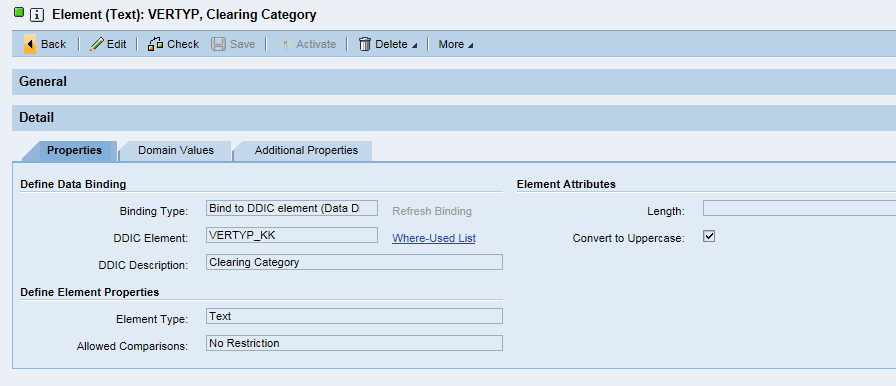 Element (Text): VERTYP, Clearing Category
Back Edit Check Save Activate Delete More
General
Detail
Properties Domain Values Additional Properties
Define Data Binding Element Attributes
Binding Type: Bind to DDIC element (Data D Refresh Binding Length:
DDIC Element: VERTYP_KK Where-Used List Convert to Uppercase:
DDIC Description: Clearing Category
Define Element Properties
Element Type: Text
Allowed Comparisons: No Restriction